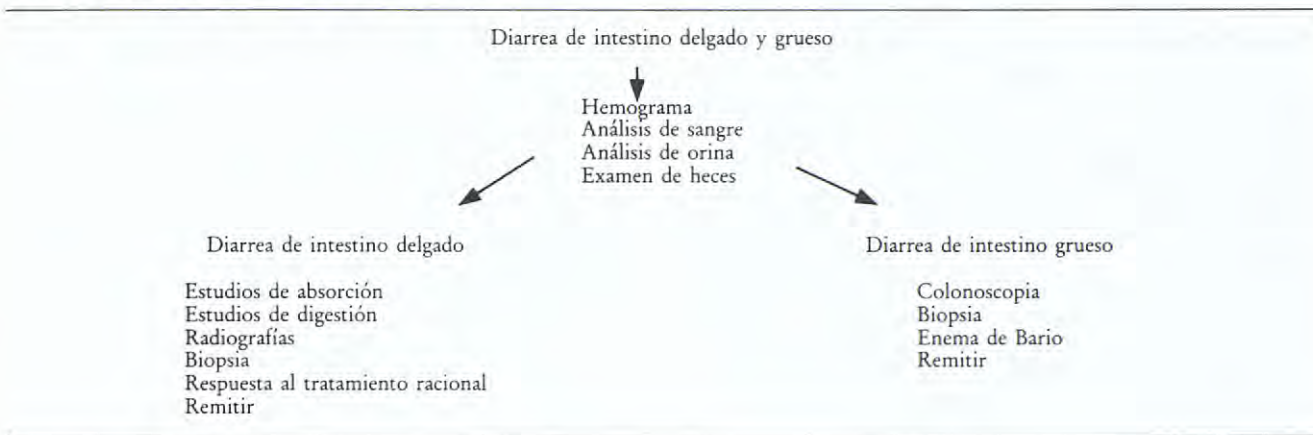 Diarrea de intestino delgado y grueso
Hemograma
Análisis de sangre
Análisis de orina
Examen de heces
Diarrea de intestino delgado
Estudios de absorción
Estudios de digestión
Radiografías
Biopsia
Respuesta al tratamiento racional
Remitir
Diarrea de intestino grueso
Colonoscopia
Biopsia
Enema de Bario
Remitir